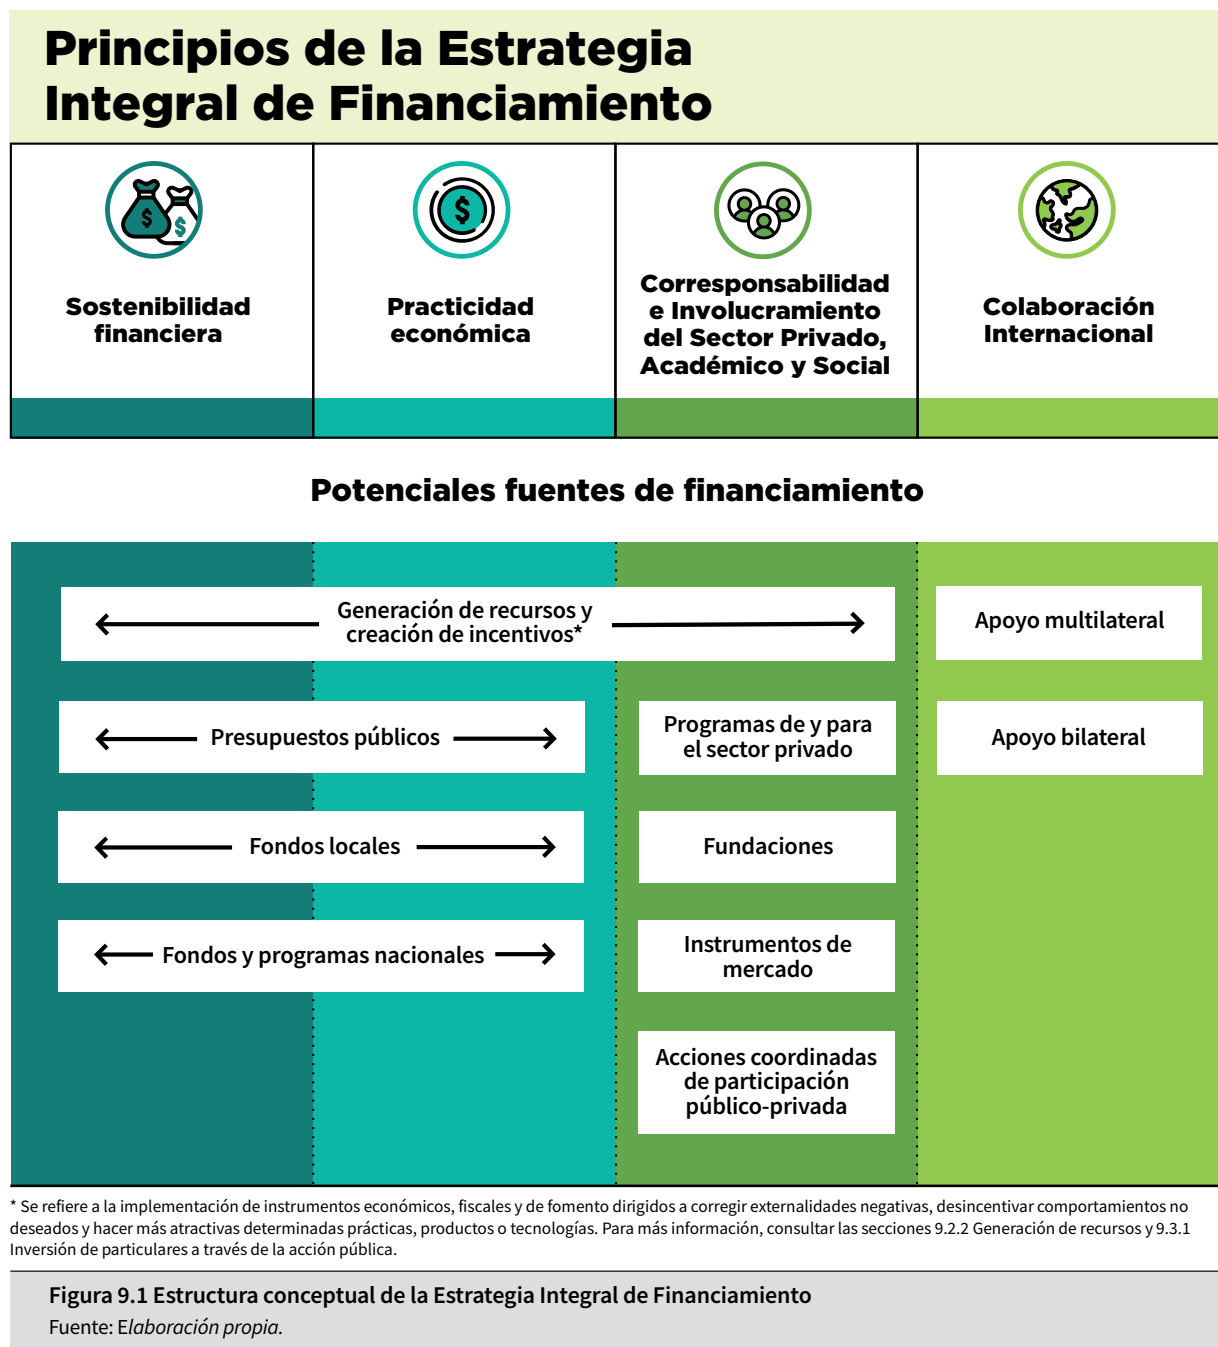 Principios de la Estrategia
Integral de Financiamiento
$
$
$
Sostenibilidad
financiera
Practicidad
económica
Corresponsabilidad
e Involucramiento
del Sector Privado,
Académico y Social
Colaboración
Internacional
Potenciales fuentes de financiamiento
Generación de recursos y
creación de incentivos*
Apoyo multilateral
Presupuestos públicos
Programas de y para
el sector privado
Apoyo bilateral
Fondos locales
Fundaciones
Fondos y programas nacionales
Instrumentos de
mercado
Acciones coordinadas
de participación
público-privada
* Se refiere a la implementación de instrumentos económicos, fiscales y de fomento dirigidos a corregir externalidades negativas, desincentivar comportamientos no
deseados y hacer más atractivas determinadas prácticas, productos o tecnologías. Para más información, consultar las secciones 9.2.2 Generación de recursos y 9.3.1
Inversión de particulares a través de la acción pública.
Figura 9.1 Estructura conceptual de la Estrategia Integral de Financiamiento
Fuente: Elaboración propia.